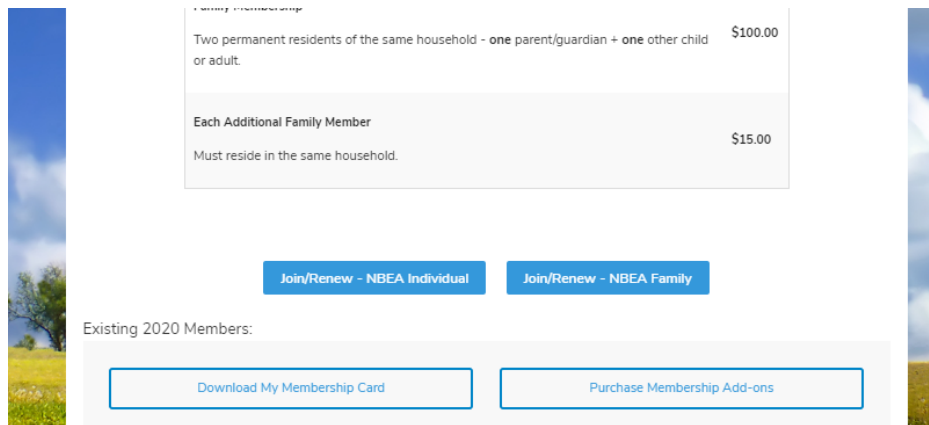 Family Membership
Two permanent residents of the same household - one parent/guardian + one other child
or adult.
$100.00
Each Additional Family Member
Must reside in the same household.
$15.00
Join/Renew - NBEA Individual
Join/Renew - NBEA Family
Existing 2020 Members:
Download My Membership Card
Purchase Membership Add-ons